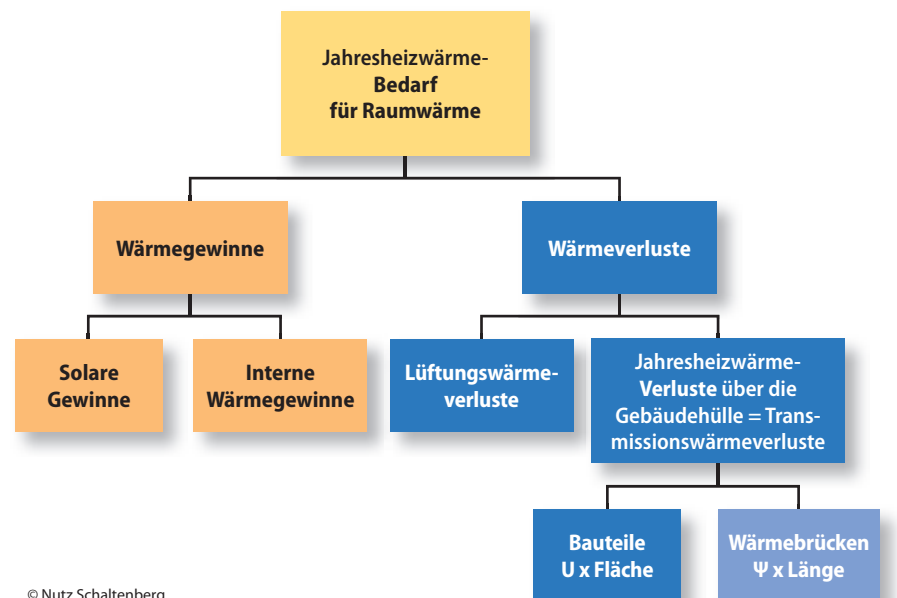 Jahresheizwärme-
Bedarf
für Raumwärme
Wärmegewinne
Wärmeverluste
Solare
Gewinne
Interne
Wärmegewinne
Lüftungswärme-
verluste
Jahresheizwärme-
Verluste über die
Gebäudehülle = Trans-
missionswärmeverluste
Bauteile
U x Fläche
Wärmebrücken
Ψ x Länge
© Nutz Schaltenberg